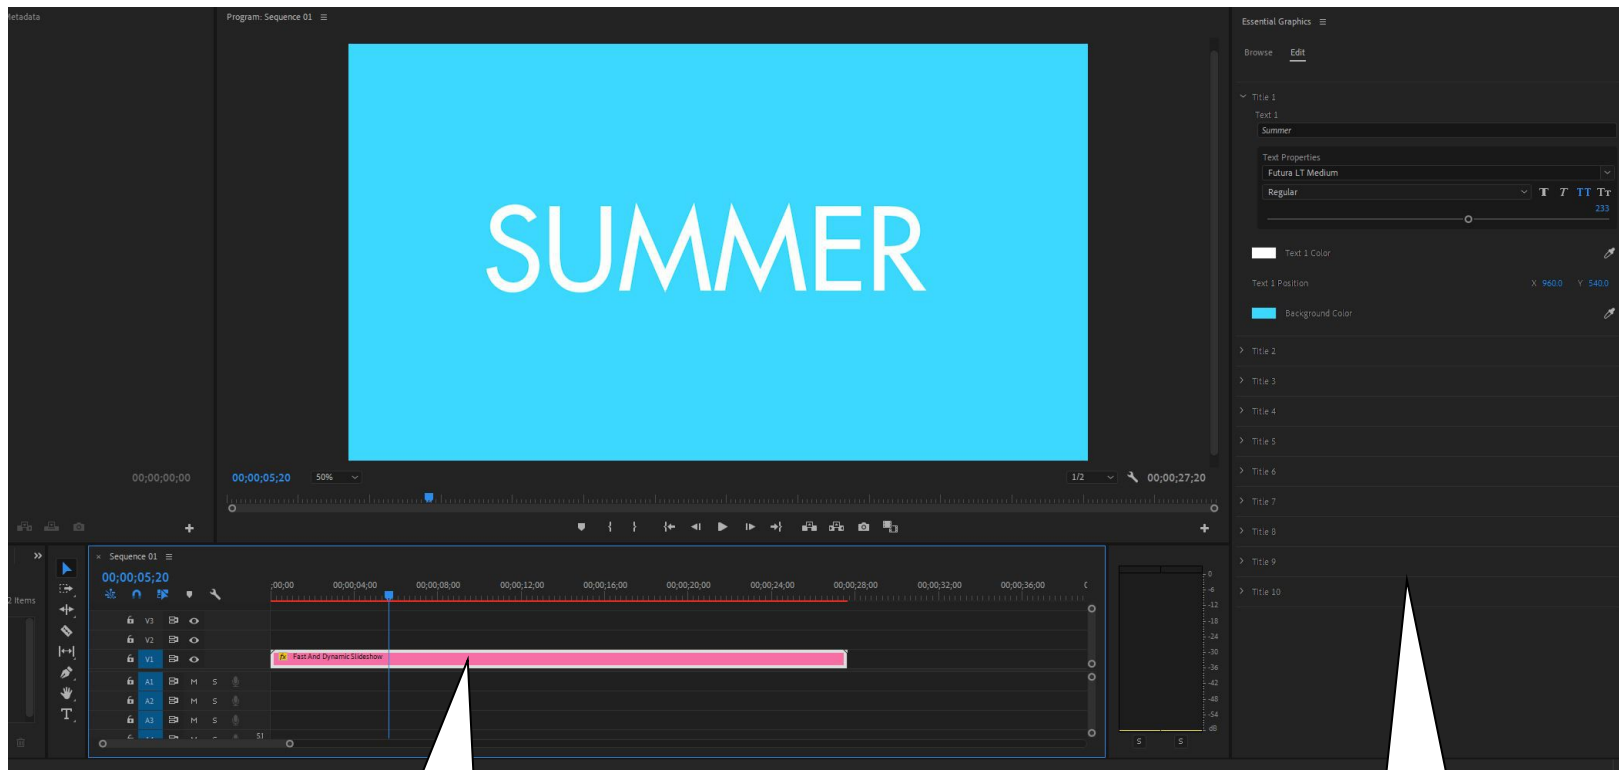 Metadata
Program: Sequence 01
SUMMER
00;00;00;00
00;00;05;20
50%
1/2
00;00;27;20
Essential Graphics
Browse Edit
Title 1
Text 1
Summer
Text Properties
Futura LT Medium
Regular
T T TT Tr
233
Text 1 Color
Text 1 Position X 960.0 Y 540.0
Background Color
Title 2
Title 3
Title 4
Title 5
Title 6
Title 7
Title 8
Title 9
Title 10
2 Items
× Sequence 01
00;00;05;20
;00;00 00;00;04;00 00;00;08;00 00;00;12;00 00;00;16;00 00;00;20;00 00;00;24;00 00;00;28;00 00;00;32;00 00;00;36;00
V3
V2
V1
fx Fast And Dynamic Slideshow
A1 M S
A2 M S
A3 M S
S1
0
-6
-12
-18
-24
-30
-36
-42
-48
-54
dB
S S